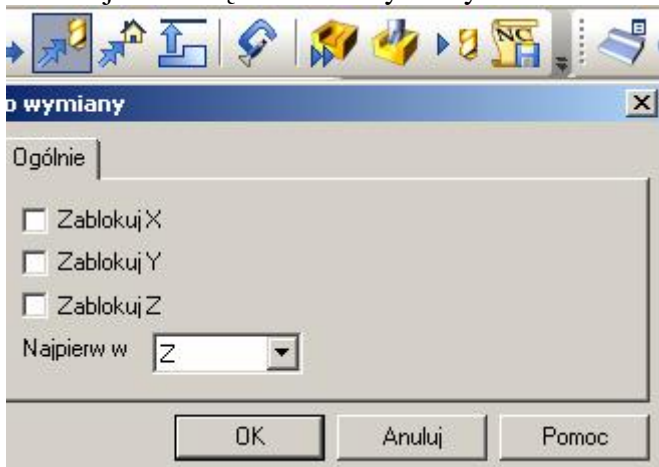 NC
o wymiany
Ogólnie
Zablokuj X
Zablokuj Y
Zablokuj Z
Najpierw w Z
OK Anuluj Pomoc